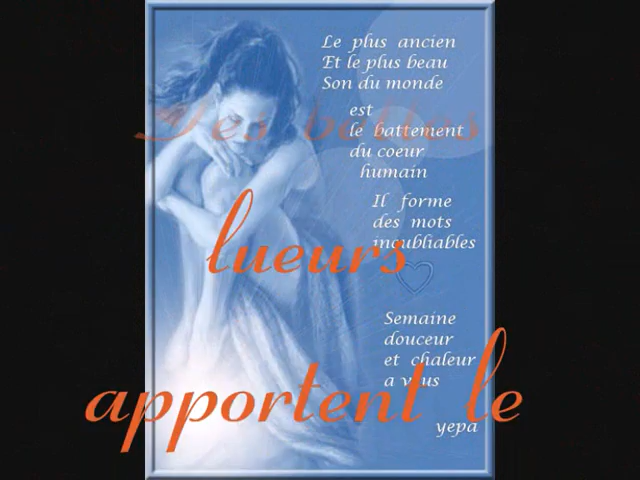 Le plus ancien
Et le plus beau
Son du monde
est
le battement
du coeur
humain
Il forme
des mots
inoubliables
Semaine
douceur
et chaleur
a vous
yepa
belles
lueurs
apportent le